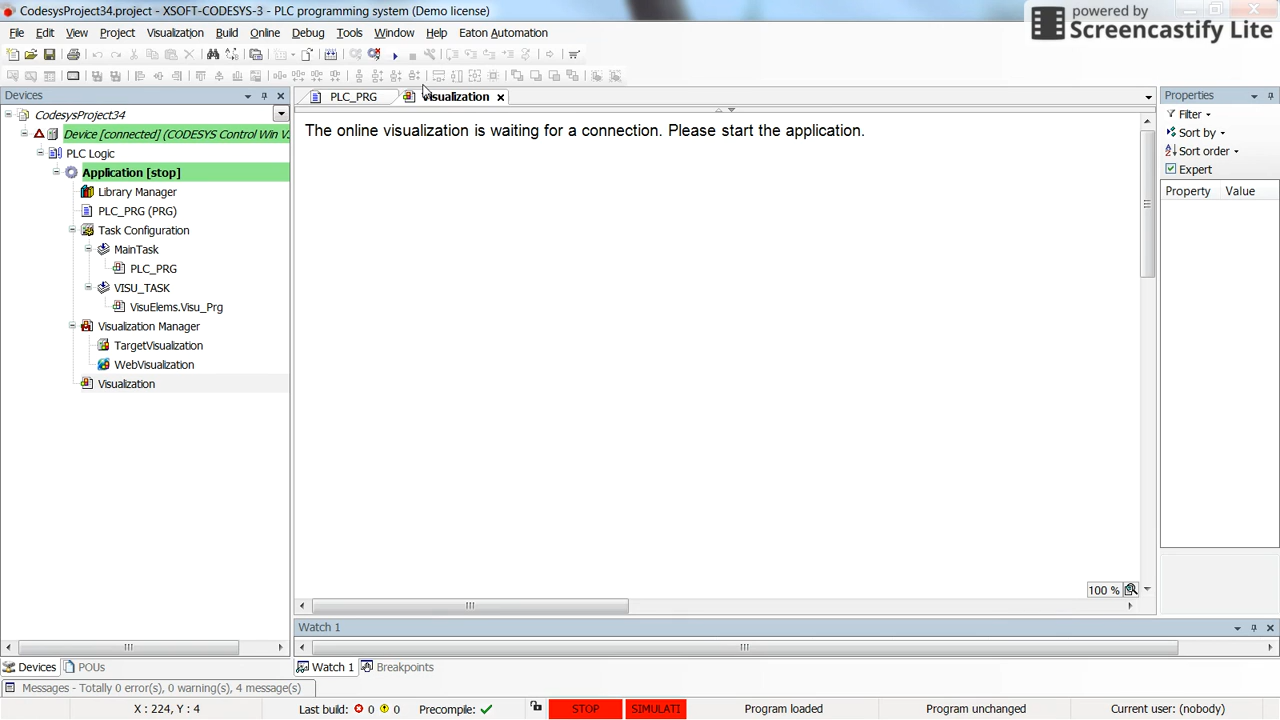 CodesysProject34.project - XSOFT-CODESYS-3 - PLC programming system (Demo license)
powered by
Screencastify Lite
File Edit View Project Visualization Build Online Debug Tools Window Help Eaton Automation
Devices
PLC_PRG
Visualization
Properties
CodesysProject34
Device [connected] (CODESYS Control Win V3
PLC Logic
Application [stop]
Library Manager
PLC_PRG (PRG)
Task Configuration
MainTask
PLC_PRG
VISU_TASK
VisuElems.Visu_Prg
Visualization Manager
TargetVisualization
WebVisualization
Visualization
The online visualization is waiting for a connection. Please start the application.
Filter
Sort by
Sort order
Expert
Property Value
100 %
Watch 1
Devices POUs
Watch 1 Breakpoints
Messages - Totally 0 error(s), 0 warning(s), 4 message(s)
X : 224, Y : 4
Last build: 0 0
Precompile:
STOP
SIMULATI
Program loaded
Program unchanged
Current user: (nobody)